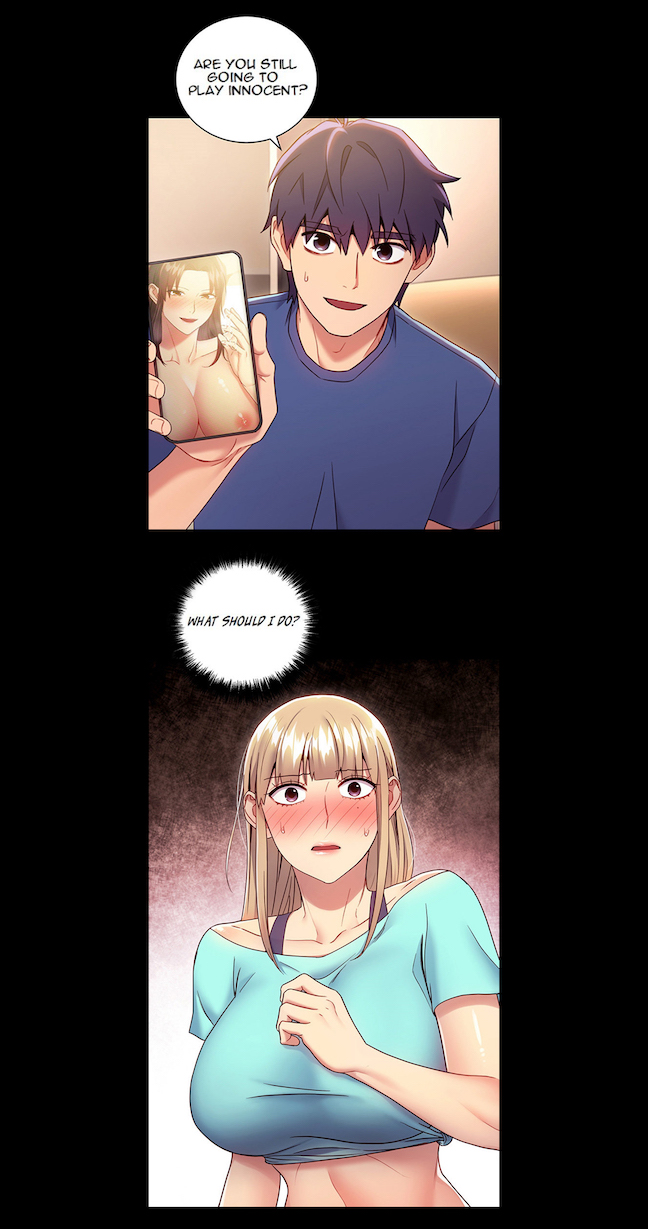 ARE YOU STILL
GOING TO
PLAY INNOCENT?
WHAT SHOULD I DO?